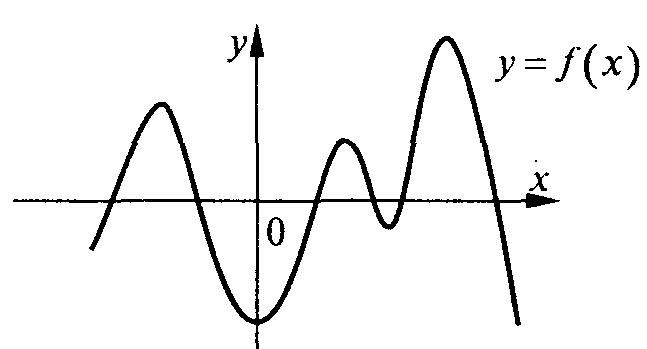 y
y = f(x)
x
0